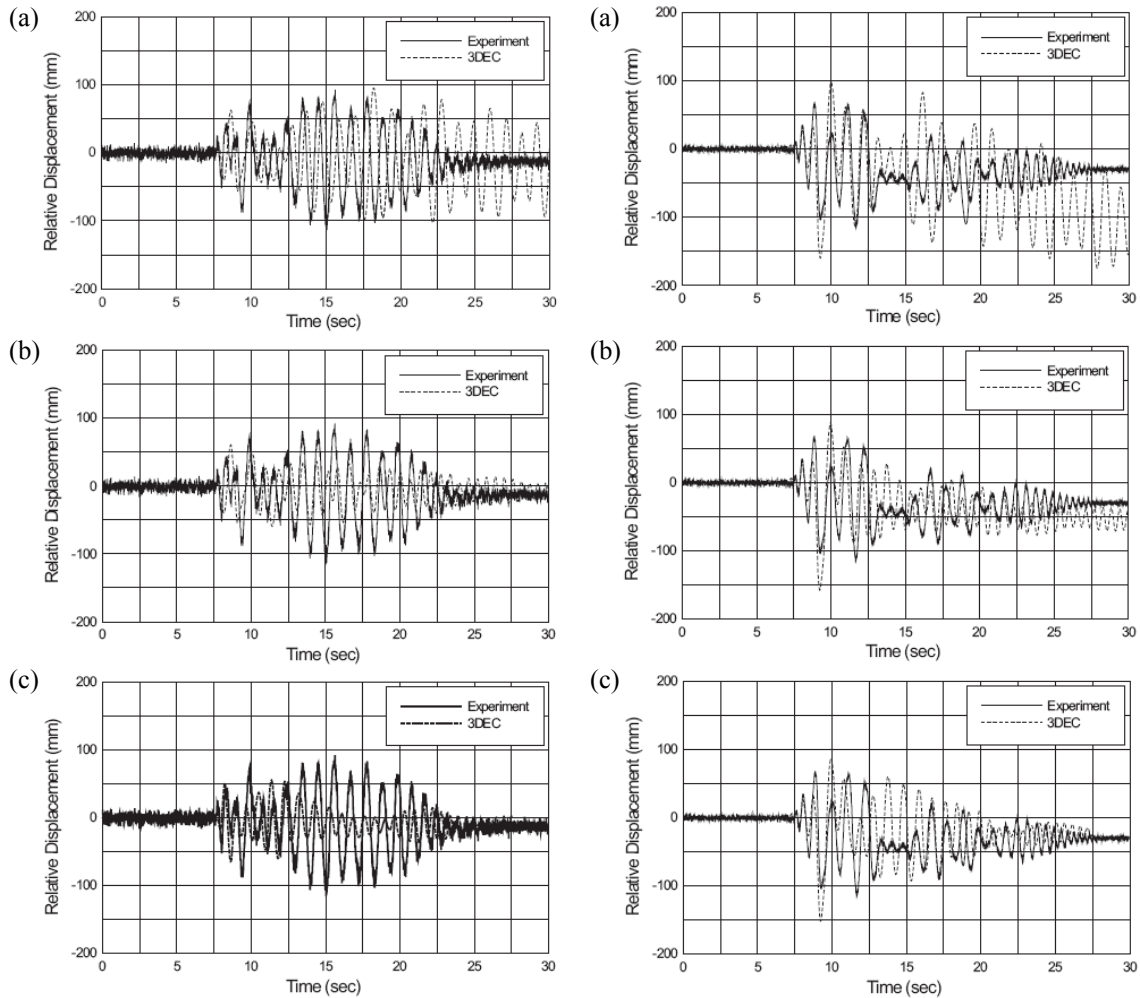 (a)
200
100
0
-100
-200
Relative Displacement (mm)
Experiment
3DEC
0 5 10 15 20 25 30
Time (sec)
(a)
200
100
0
-100
-200
Relative Displacement (mm)
Experiment
3DEC
0 5 10 15 20 25 30
Time (sec)
(b)
200
100
0
-100
-200
Relative Displacement (mm)
Experiment
3DEC
0 5 10 15 20 25 30
Time (sec)
(b)
200
100
0
-100
-200
Relative Displacement (mm)
Experiment
3DEC
0 5 10 15 20 25 30
Time (sec)
(c)
200
100
0
-100
-200
Relative Displacement (mm)
Experiment
3DEC
0 5 10 15 20 25 30
Time (sec)
(c)
200
100
0
-100
-200
Relative Displacement (mm)
Experiment
3DEC
0 5 10 15 20 25 30
Time (sec)